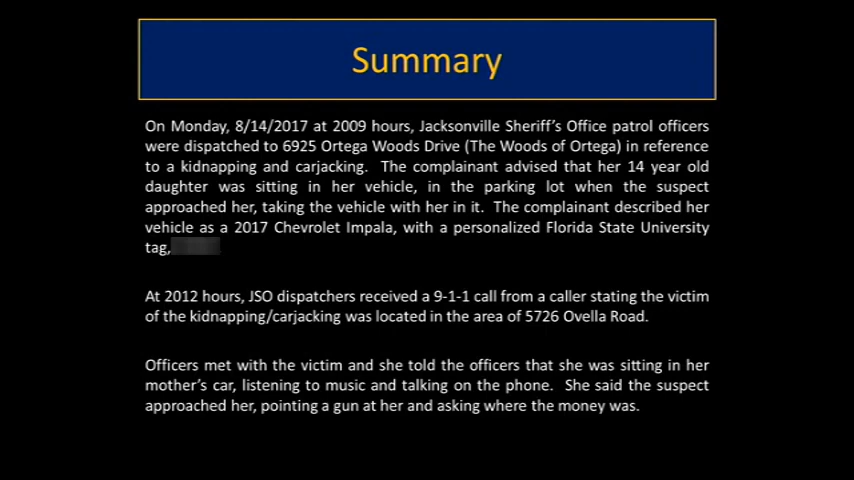 Summary
On Monday, 8/14/2017 at 2009 hours, Jacksonville Sheriff's Office patrol officers
were dispatched to 6925 Ortega Woods Drive (The Woods of Ortega) in reference
to a kidnapping and carjacking. The complainant advised that her 14 year old
daughter was sitting in her vehicle, in the parking lot when the suspect
approached her, taking the vehicle with her in it. The complainant described her
vehicle as a 2017 Chevrolet Impala, with a personalized Florida State University
tag,
At 2012 hours, JSO dispatchers received a 9-1-1 call from a caller stating the victim
of the kidnapping/carjacking was located in the area of 5726 Ovella Road.
Officers met with the victim and she told the officers that she was sitting in her
mother's car, listening to music and talking on the phone. She said the suspect
approached her, pointing a gun at her and asking where the money was.